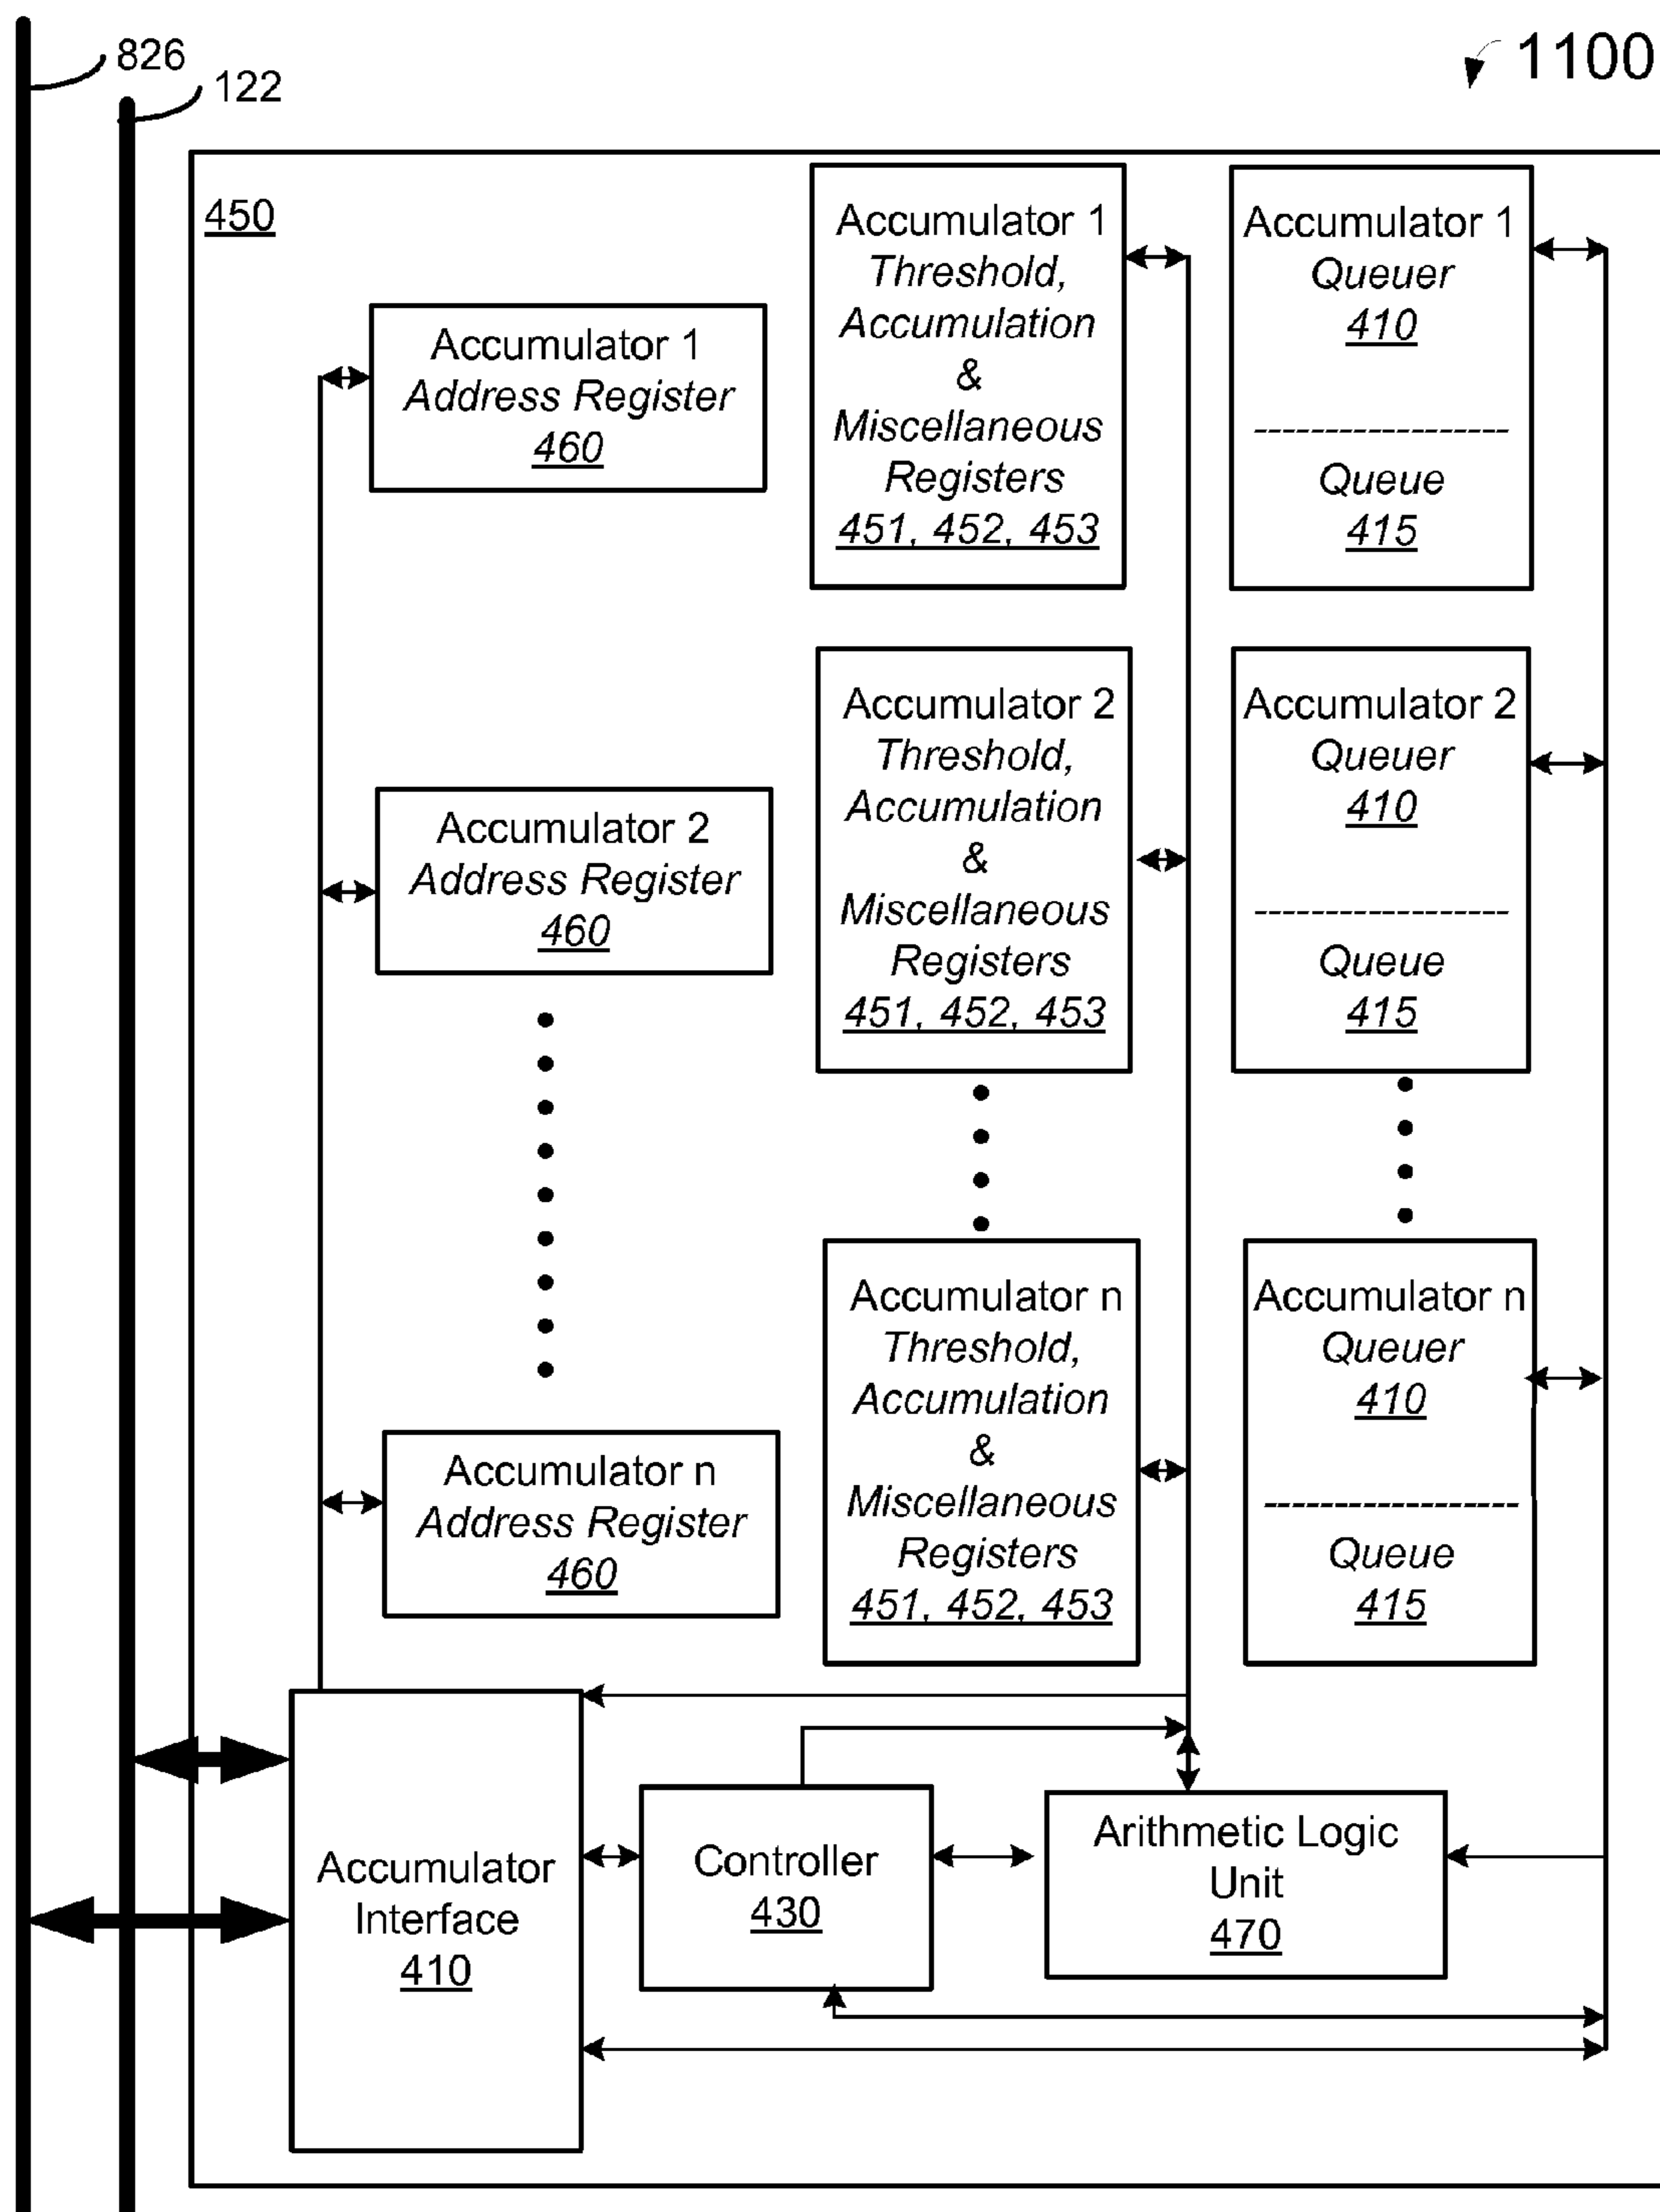 826
122
1100
450
Accumulator 1
Address Register
460
Accumulator 1
Threshold,
Accumulation
&
Miscellaneous
Registers
451, 452, 453
Accumulator 1
Queuer
410
Queue
415
Accumulator 2
Address Register
460
Accumulator 2
Threshold,
Accumulation
&
Miscellaneous
Registers
451, 452, 453
Accumulator 2
Queuer
410
Queue
415
Accumulator n
Address Register
460
Accumulator n
Threshold,
Accumulation
&
Miscellaneous
Registers
451, 452, 453
Accumulator n
Queuer
410
Queue
415
Accumulator
Interface
410
Controller
430
Arithmetic Logic
Unit
470